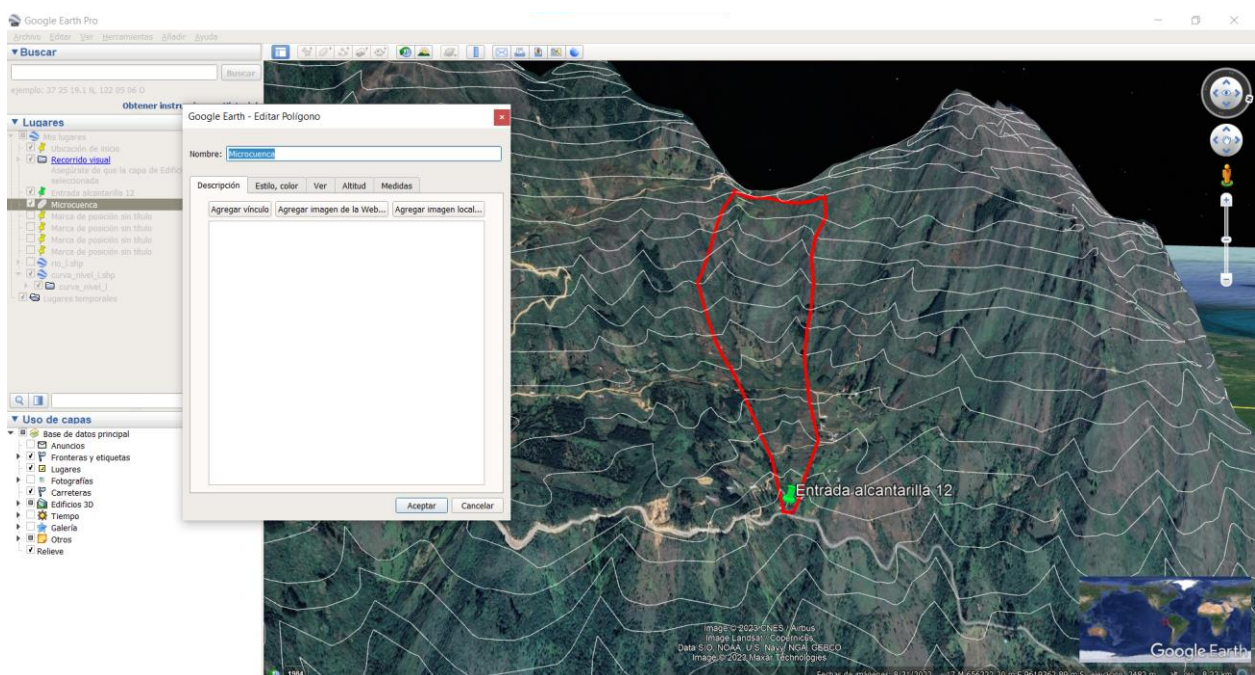 Google Earth Pro
Archivo Editar Ver Herramientas Añadir Ayuda
Buscar
Buscar
ejemplo: 37 25 19.1 N, 122 05 06 O
Obtener instru
Lugares
Mis lugares
Ubicación de inicio
Recorrido visual
Asegúrate de que la capa de Edific
seleccionada
Entrada alcantarilla 12
Microcuenca
Marca de posición sin título
Marca de posición sin título
Marca de posición sin título
Marca de posición sin título
rio_l.shp
curva_nivel_l.shp
curva_nivel_l
Lugares temporales
Uso de capas
Base de datos principal
Anuncios
Fronteras y etiquetas
Lugares
Fotografías
Carreteras
Edificios 3D
Tiempo
Galería
Otros
Relieve
Google Earth - Editar Polígono
Nombre: Microcuenca
Descripción Estilo, color Ver Altitud Medidas
Agregar vínculo Agregar imagen de la Web... Agregar imagen local...
Aceptar Cancelar
Entrada alcantarilla 12
Image © 2023 CNES / Airbus
Image Landsat / Copernicus
Data SIO, NOAA, U.S. Navy, NGA, GEBCO
Image © 2023 Maxar Technologies
Google Earth
1984